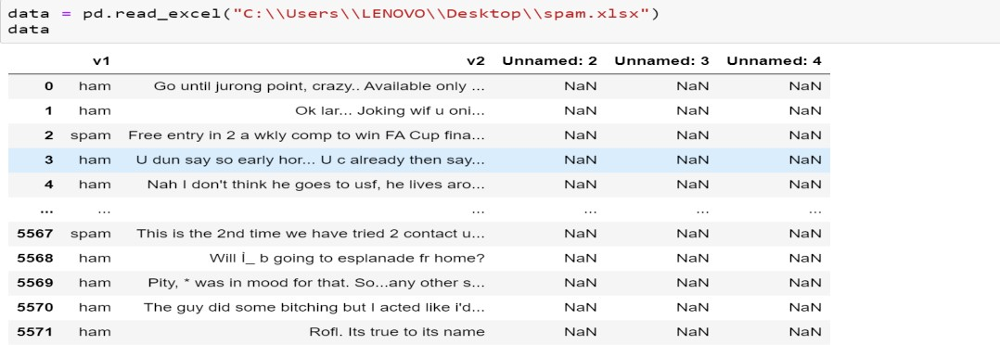 data = pd.read_excel("C:\\Users\\LENOVO\\Desktop\\spam.xlsx")
data
v1 v2 Unnamed: 2 Unnamed: 3 Unnamed: 4
0 ham Go until jurong point, crazy.. Available only ... NaN NaN NaN
1 ham Ok lar... Joking wif u oni... NaN NaN NaN
2 spam Free entry in 2 a wkly comp to win FA Cup fina... NaN NaN NaN
3 ham U dun say so early hor... U c already then say... NaN NaN NaN
4 ham Nah I don't think he goes to usf, he lives aro... NaN NaN NaN
... ... ... ... ... ...
5567 spam This is the 2nd time we have tried 2 contact u... NaN NaN NaN
5568 ham Will İ_ b going to esplanade fr home? NaN NaN NaN
5569 ham Pity, * was in mood for that. So...any other s... NaN NaN NaN
5570 ham The guy did some bitching but I acted like i'd... NaN NaN NaN
5571 ham Rofl. Its true to its name NaN NaN NaN